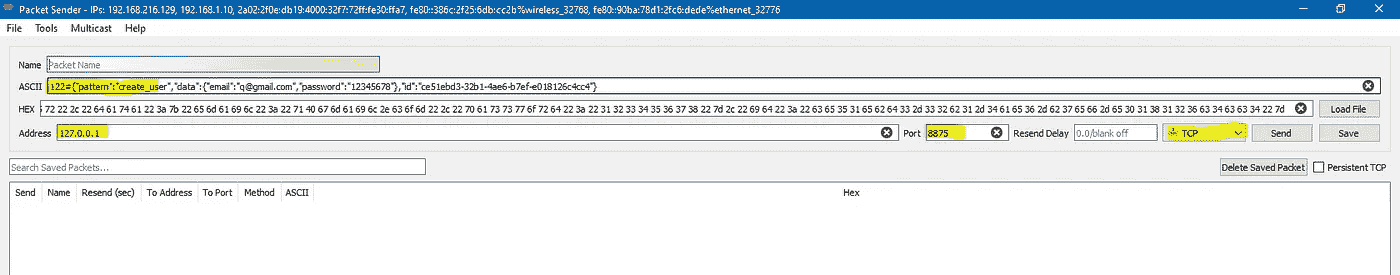 Packet Sender - IPs: 192.168.216.129, 192.168.1.10, 2a02:2f0e:db19:4000:32f7:72ff:fe30:ffa7, fe80::386c:2f25:6db:cc2b%wireless_32768, fe80::90ba:78d1:2fc6:dede%ethernet_32776
File Tools Multicast Help
Name Packet Name
ASCII 122#{"pattern":"create_user","data":{"email":"q@gmail.com","password":"12345678"},"id":"ce51ebd3-32b1-4ae6-b7ef-e018126c4cc4"}
HEX 72 22 2c 22 64 61 74 61 22 3a 7b 22 65 6d 61 69 6c 22 3a 22 71 40 67 6d 61 69 6c 2e 63 6f 6d 22 2c 22 70 61 73 73 77 6f 72 64 22 3a 22 31 32 33 34 35 36 37 38 22 7d 2c 22 69 64 22 3a 22 63 65 35 31 65 62 64 33 2d 33 32 62 31 2d 34 61 65 36 2d 62 37 65 66 2d 65 30 31 38 31 32 36 63 34 63 63 34 22 7d Load File
Address 127.0.0.1 Port 8875 Resend Delay 0.0/blank off TCP Send Save
Search Saved Packets... Delete Saved Packet Persistent TCP
Send Name Resend (sec) To Address To Port Method ASCII Hex